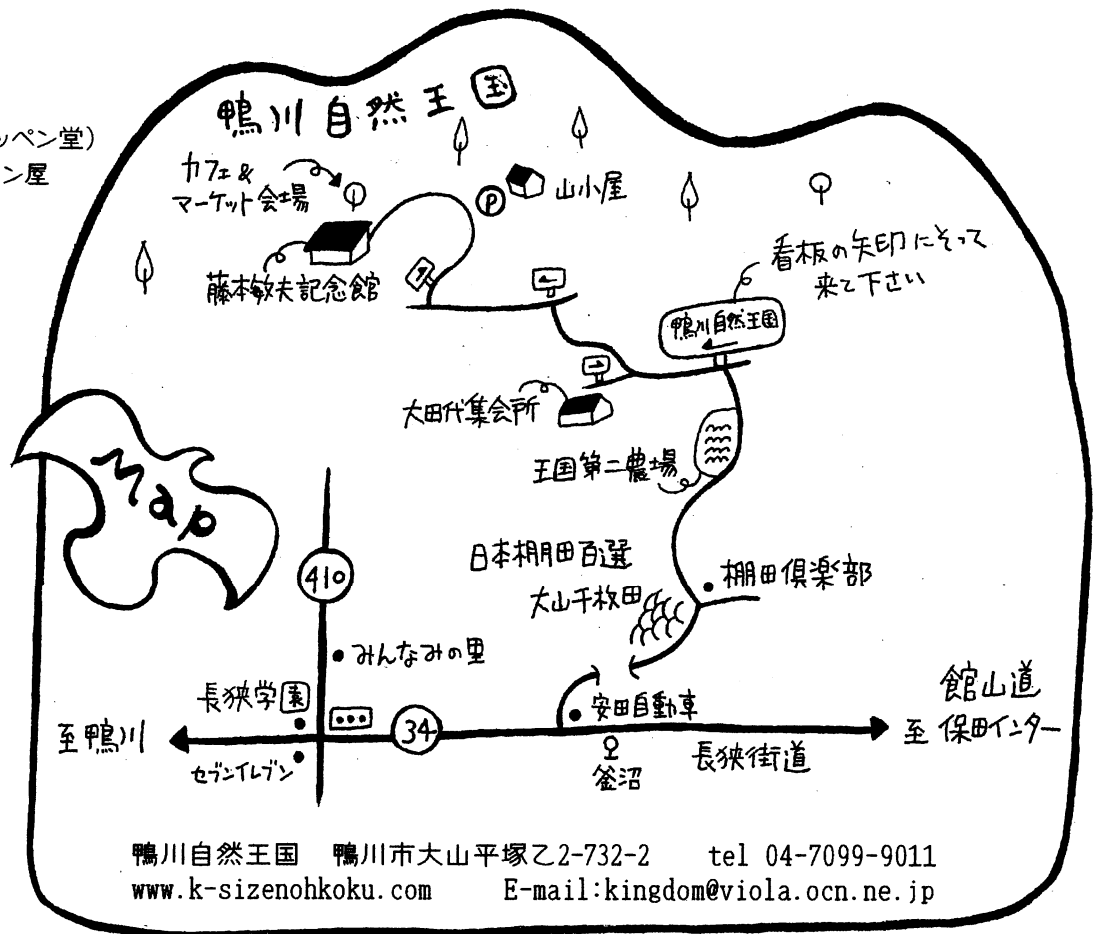 鴨川自然王国
ッペン堂)
ン屋
カフェ&
マーケット会場
P
山小屋
藤本敏夫記念館
看板の矢印にそって
来て下さい
鴨川自然王国
大田代集会所
王国第二農場
Map
日本棚田百選
大山千枚田
棚田倶楽部
410
みんなみの里
長狭学園
館山道
至 保田インター
安田自動車
至鴨川
34
セブンイレブン
釜沼
長狭街道
鴨川自然王国 鴨川市大山平塚乙2-732-2 tel 04-7099-9011
www.k-sizenohkoku.com E-mail:kingdom@viola.ocn.ne.jp